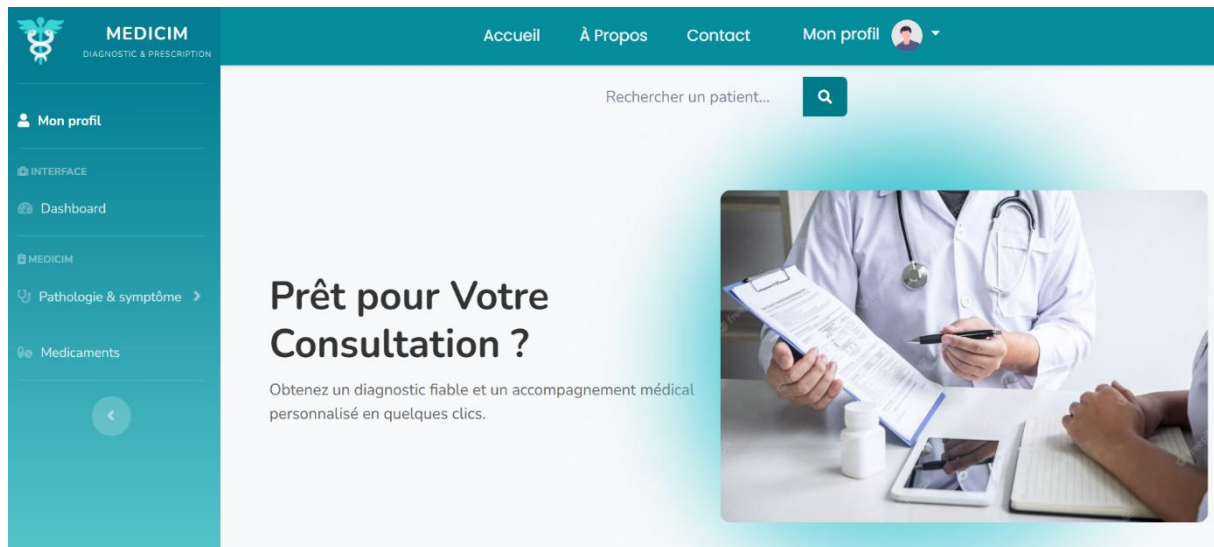 MEDICIM
DIAGNOSTIC & PRESCRIPTION
Accueil À Propos Contact Mon profil
Rechercher un patient...
Mon profil
INTERFACE
Dashboard
MEDICIM
Pathologie & symptôme
Medicaments
Prêt pour Votre
Consultation ?
Obtenez un diagnostic fiable et un accompagnement médical
personnalisé en quelques clics.